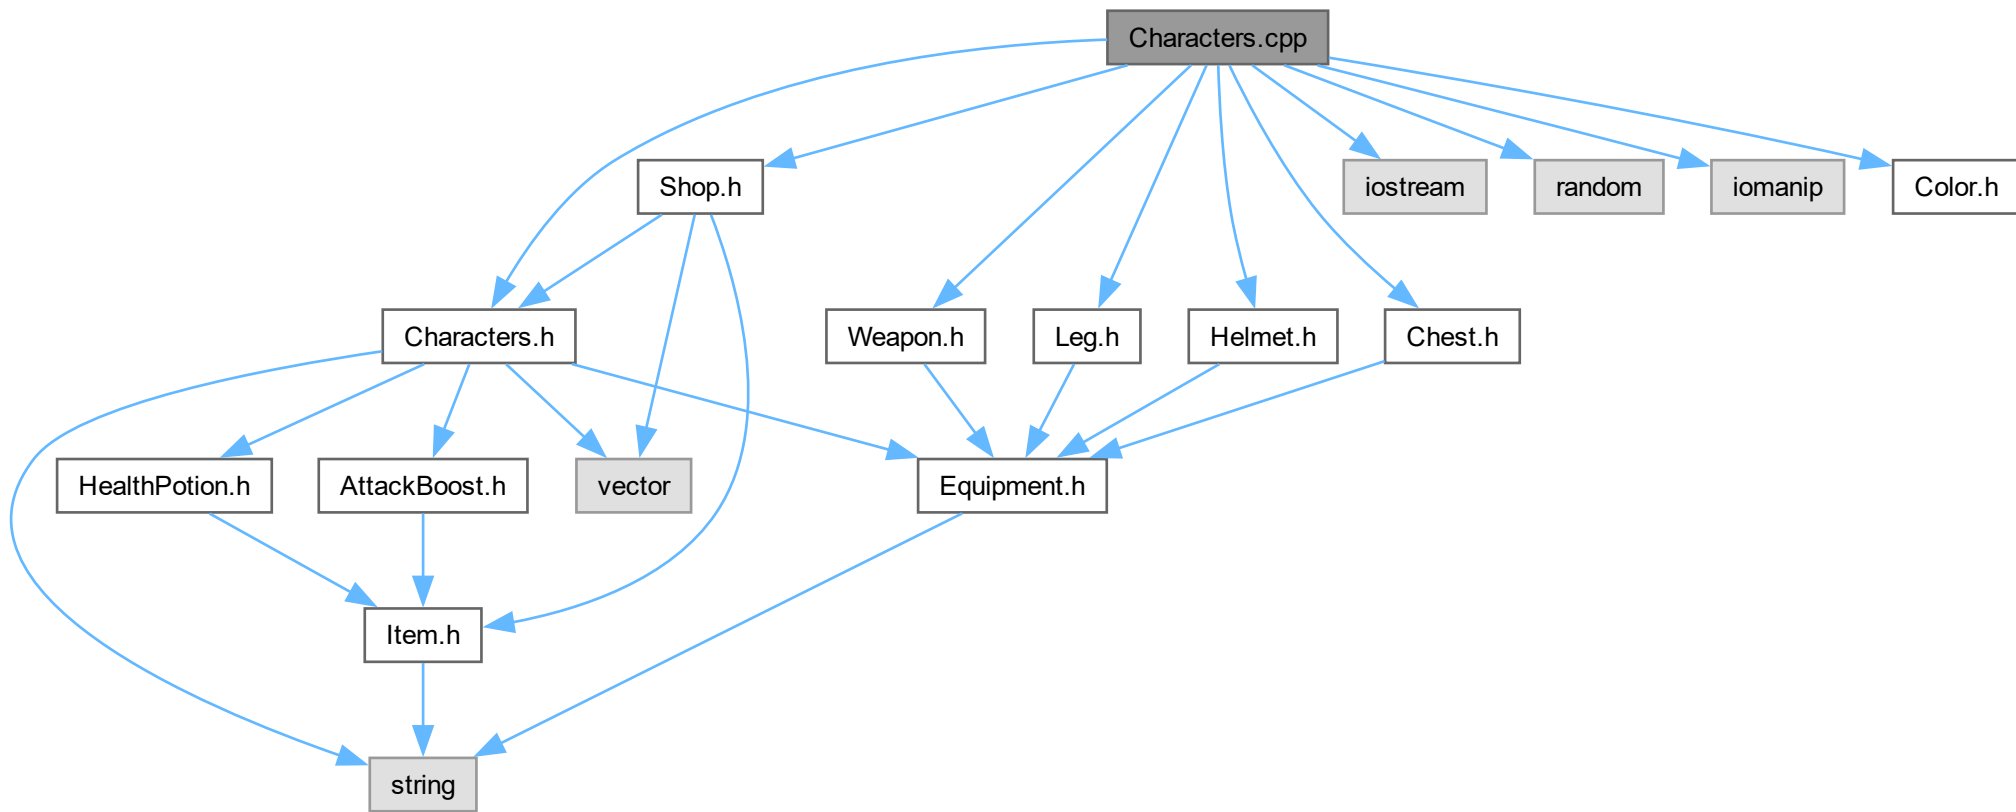 Characters.cpp
Shop.h
iostream
random
iomanip
Color.h
Characters.h
Weapon.h
Leg.h
Helmet.h
Chest.h
HealthPotion.h
AttackBoost.h
vector
Equipment.h
Item.h
string